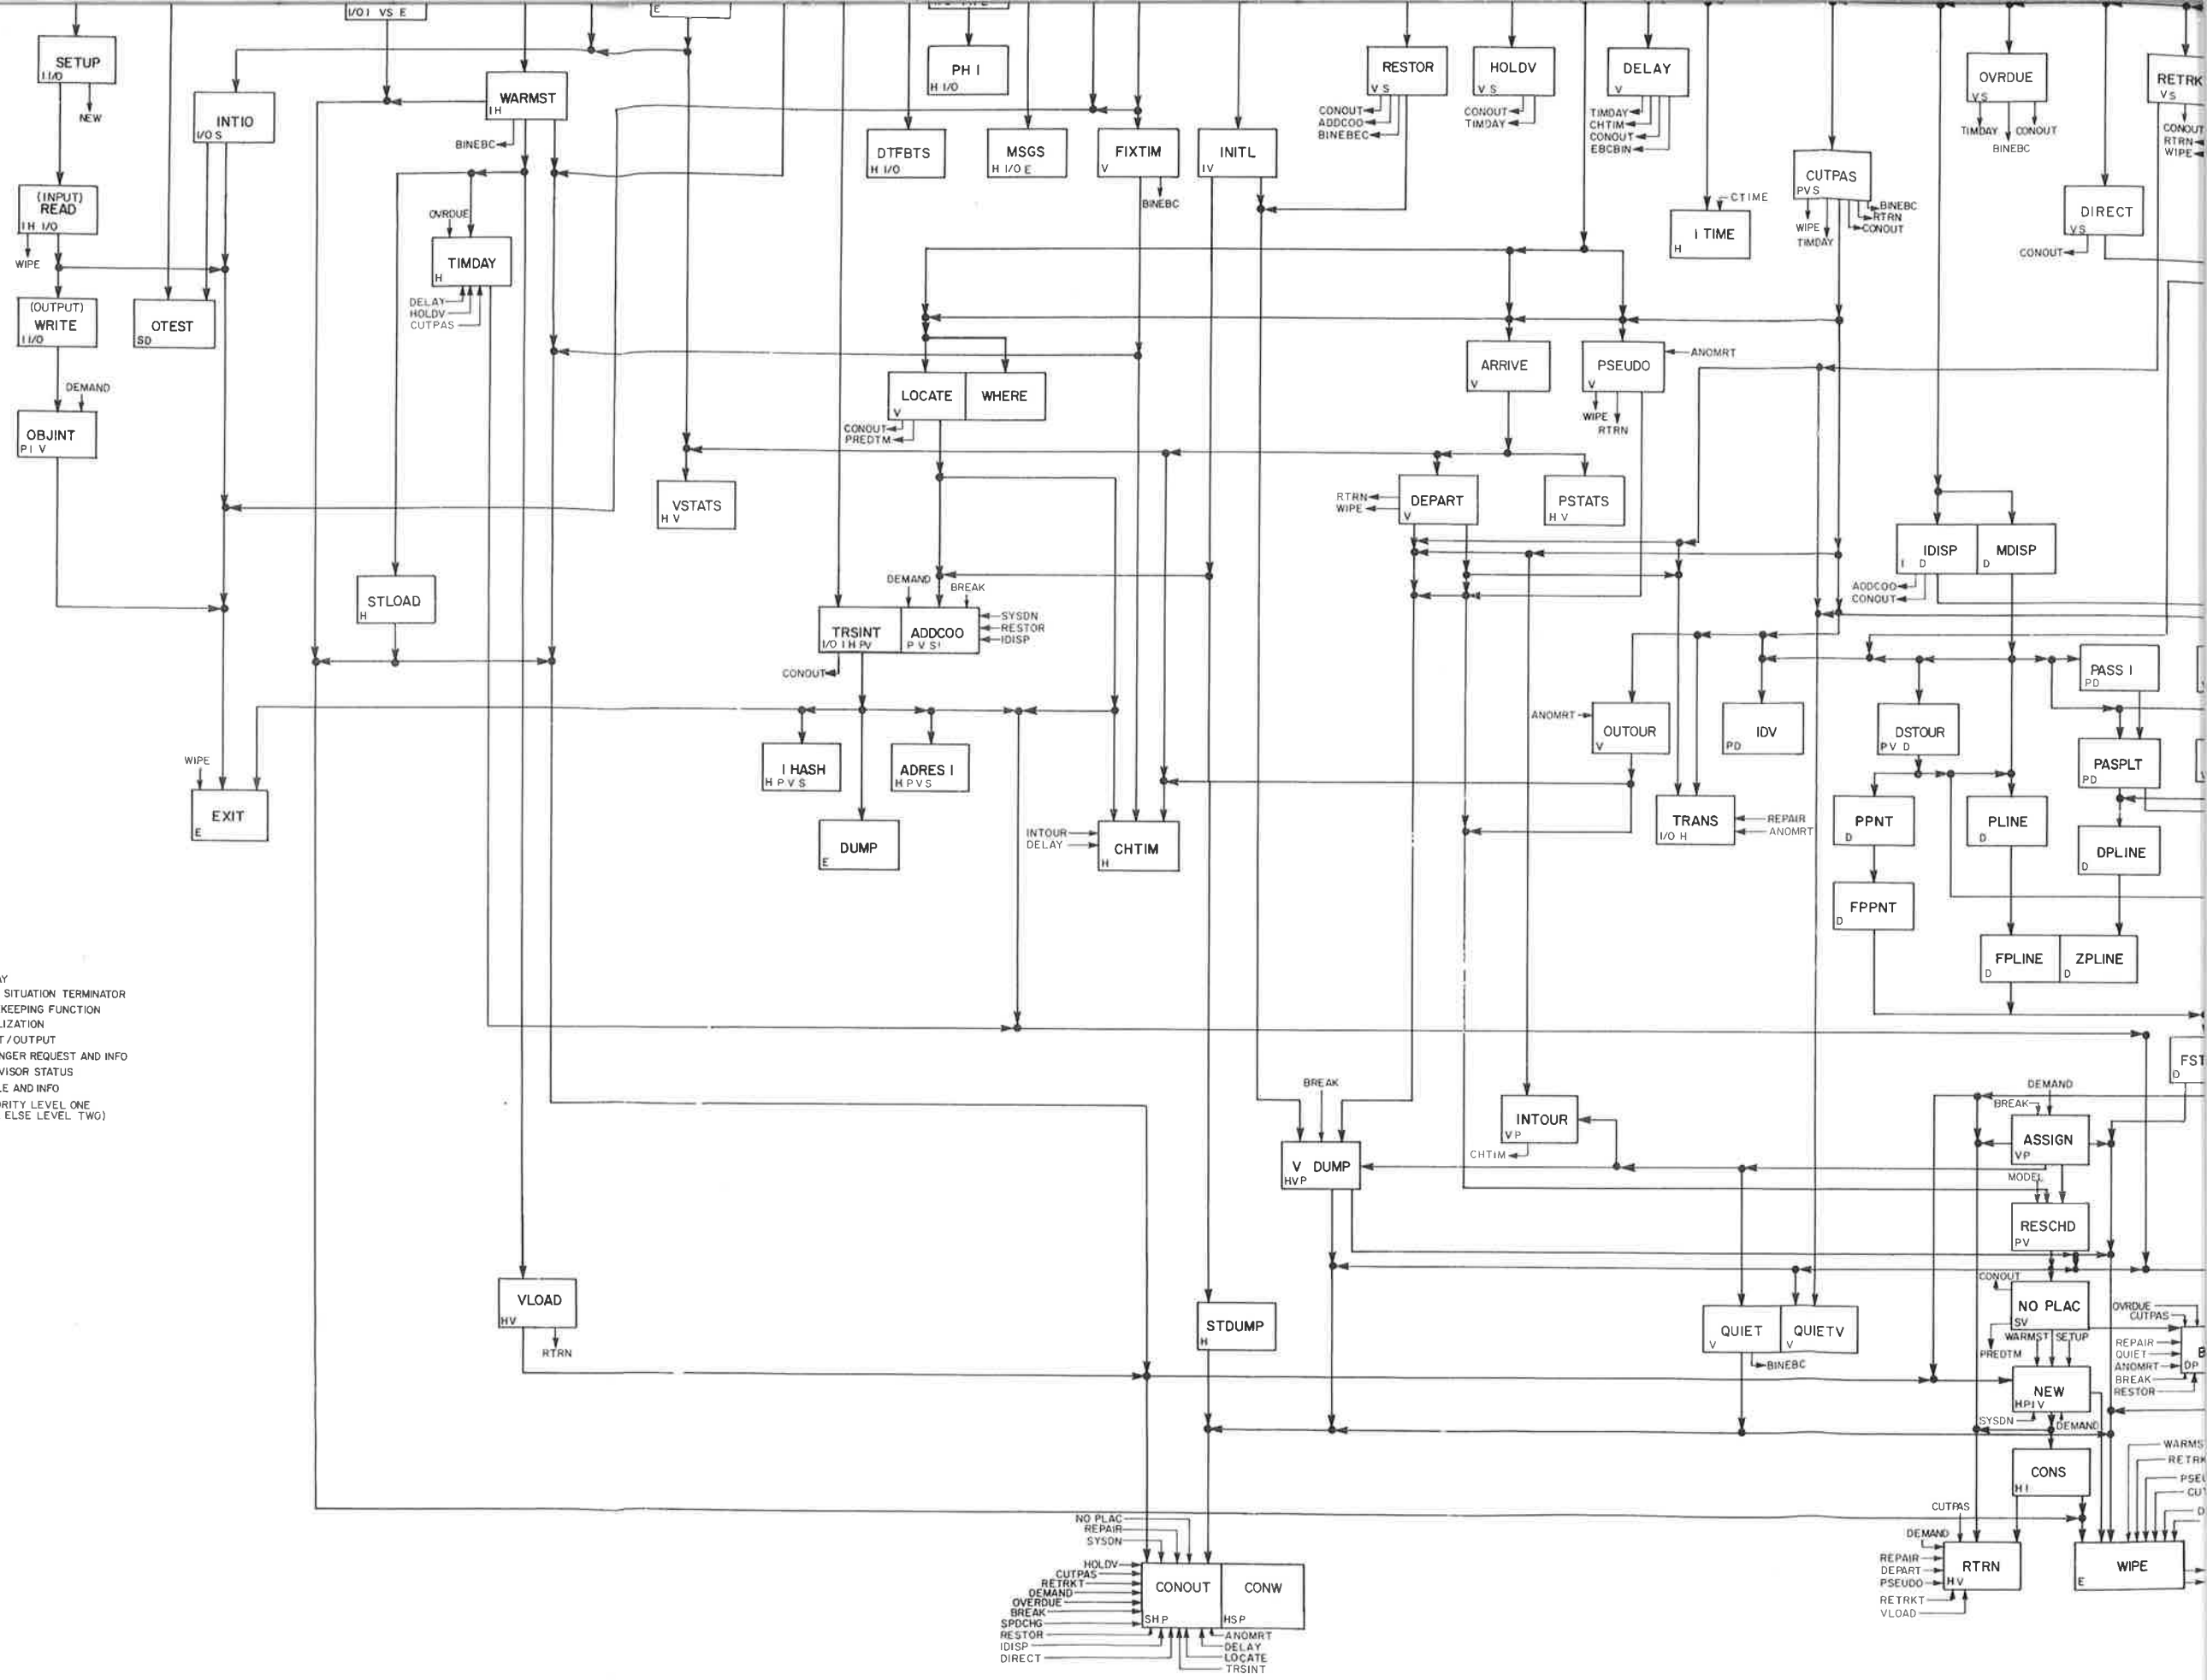 I/O I VS E
E
SETUP
I I/O
NEW
INTIO
I/O S
WARMST
I H
BINEBC
PH I
H I/O
RESTOR
V S
CONOUT
ADDCOO
BINEBEC
HOLDV
V S
CONOUT
TIMDAY
DELAY
V
TIMDAY
CHTIM
CONOUT
EBCBIN
OVRDUE
V S
TIMDAY
CONOUT
BINEBC
RETRK
V S
CONOUT
RTRN
WIPE
DTFBTS
H I/O
MSGS
H I/O E
FIXTIM
V
BINEBC
INITL
I V
CUTPAS
P V S
BINEBC
RTRN
CONOUT
WIPE
TIMDAY
CTIME
I TIME
H
DIRECT
V S
CONOUT
(INPUT)
READ
I H I/O
WIPE
OVRDUE
TIMDAY
H
DELAY
HOLDV
CUTPAS
(OUTPUT)
WRITE
I I/O
OTEST
SD
DEMAND
OBJINT
P I V
LOCATE
V
WHERE
CONOUT
PREDTM
ARRIVE
V
PSEUDO
V
ANOMRT
WIPE
RTRN
VSTATS
H V
RTRN
WIPE
DEPART
V
PSTATS
H V
IDISP
I D
MDISP
D
ADDCOO
CONOUT
STLOAD
H
DEMAND
BREAK
TRSINT
I/O I H PV
ADDCOO
P V S I
SYSDN
RESTOR
IDISP
CONOUT
PASS I
PD
ANOMRT
OUTOUR
V
IDV
PD
DSTOUR
P V D
PASPLT
PD
I HASH
H P V S
ADRES I
H P V S
WIPE
EXIT
E
DUMP
E
INTOUR
DELAY
CHTIM
H
TRANS
I/O H
REPAIR
ANOMRT
PPNT
D
PLINE
D
DPLINE
D
FPPNT
D
FPLINE
D
ZPLINE
D
AY
SITUATION TERMINATOR
KEEPING FUNCTION
LIZATION
T/OUTPUT
NGER REQUEST AND INFO
VISOR STATUS
LE AND INFO
RITY LEVEL ONE
ELSE LEVEL TWO)
FST
D
BREAK
V DUMP
HVP
INTOUR
V P
CHTIM
DEMAND
BREAK
ASSIGN
VP
MODEL
RESCHD
PV
CONOUT
NO PLAC
SV
PREDTM
WARMST
SETUP
VLOAD
HV
RTRN
STDUMP
H
QUIET
V
QUIETV
V
BINEBC
OVRDUE
CUTPAS
REPAIR
QUIET
ANOMRT
BREAK
RESTOR
DP
B
NEW
HPIV
SYSDN
DEMAND
CONS
H I
WARMS
RETRK
PSEU
CUT
D
NO PLAC
REPAIR
SYSDN
HOLDV
CUTPAS
RETRKT
DEMAND
OVERDUE
BREAK
SPDCHG
RESTOR
IDISP
DIRECT
CONOUT
SHP
CONW
HSP
ANOMRT
DELAY
LOCATE
TRSINT
CUTPAS
DEMAND
REPAIR
DEPART
PSEUDO
RETRKT
VLOAD
RTRN
HV
WIPE
E